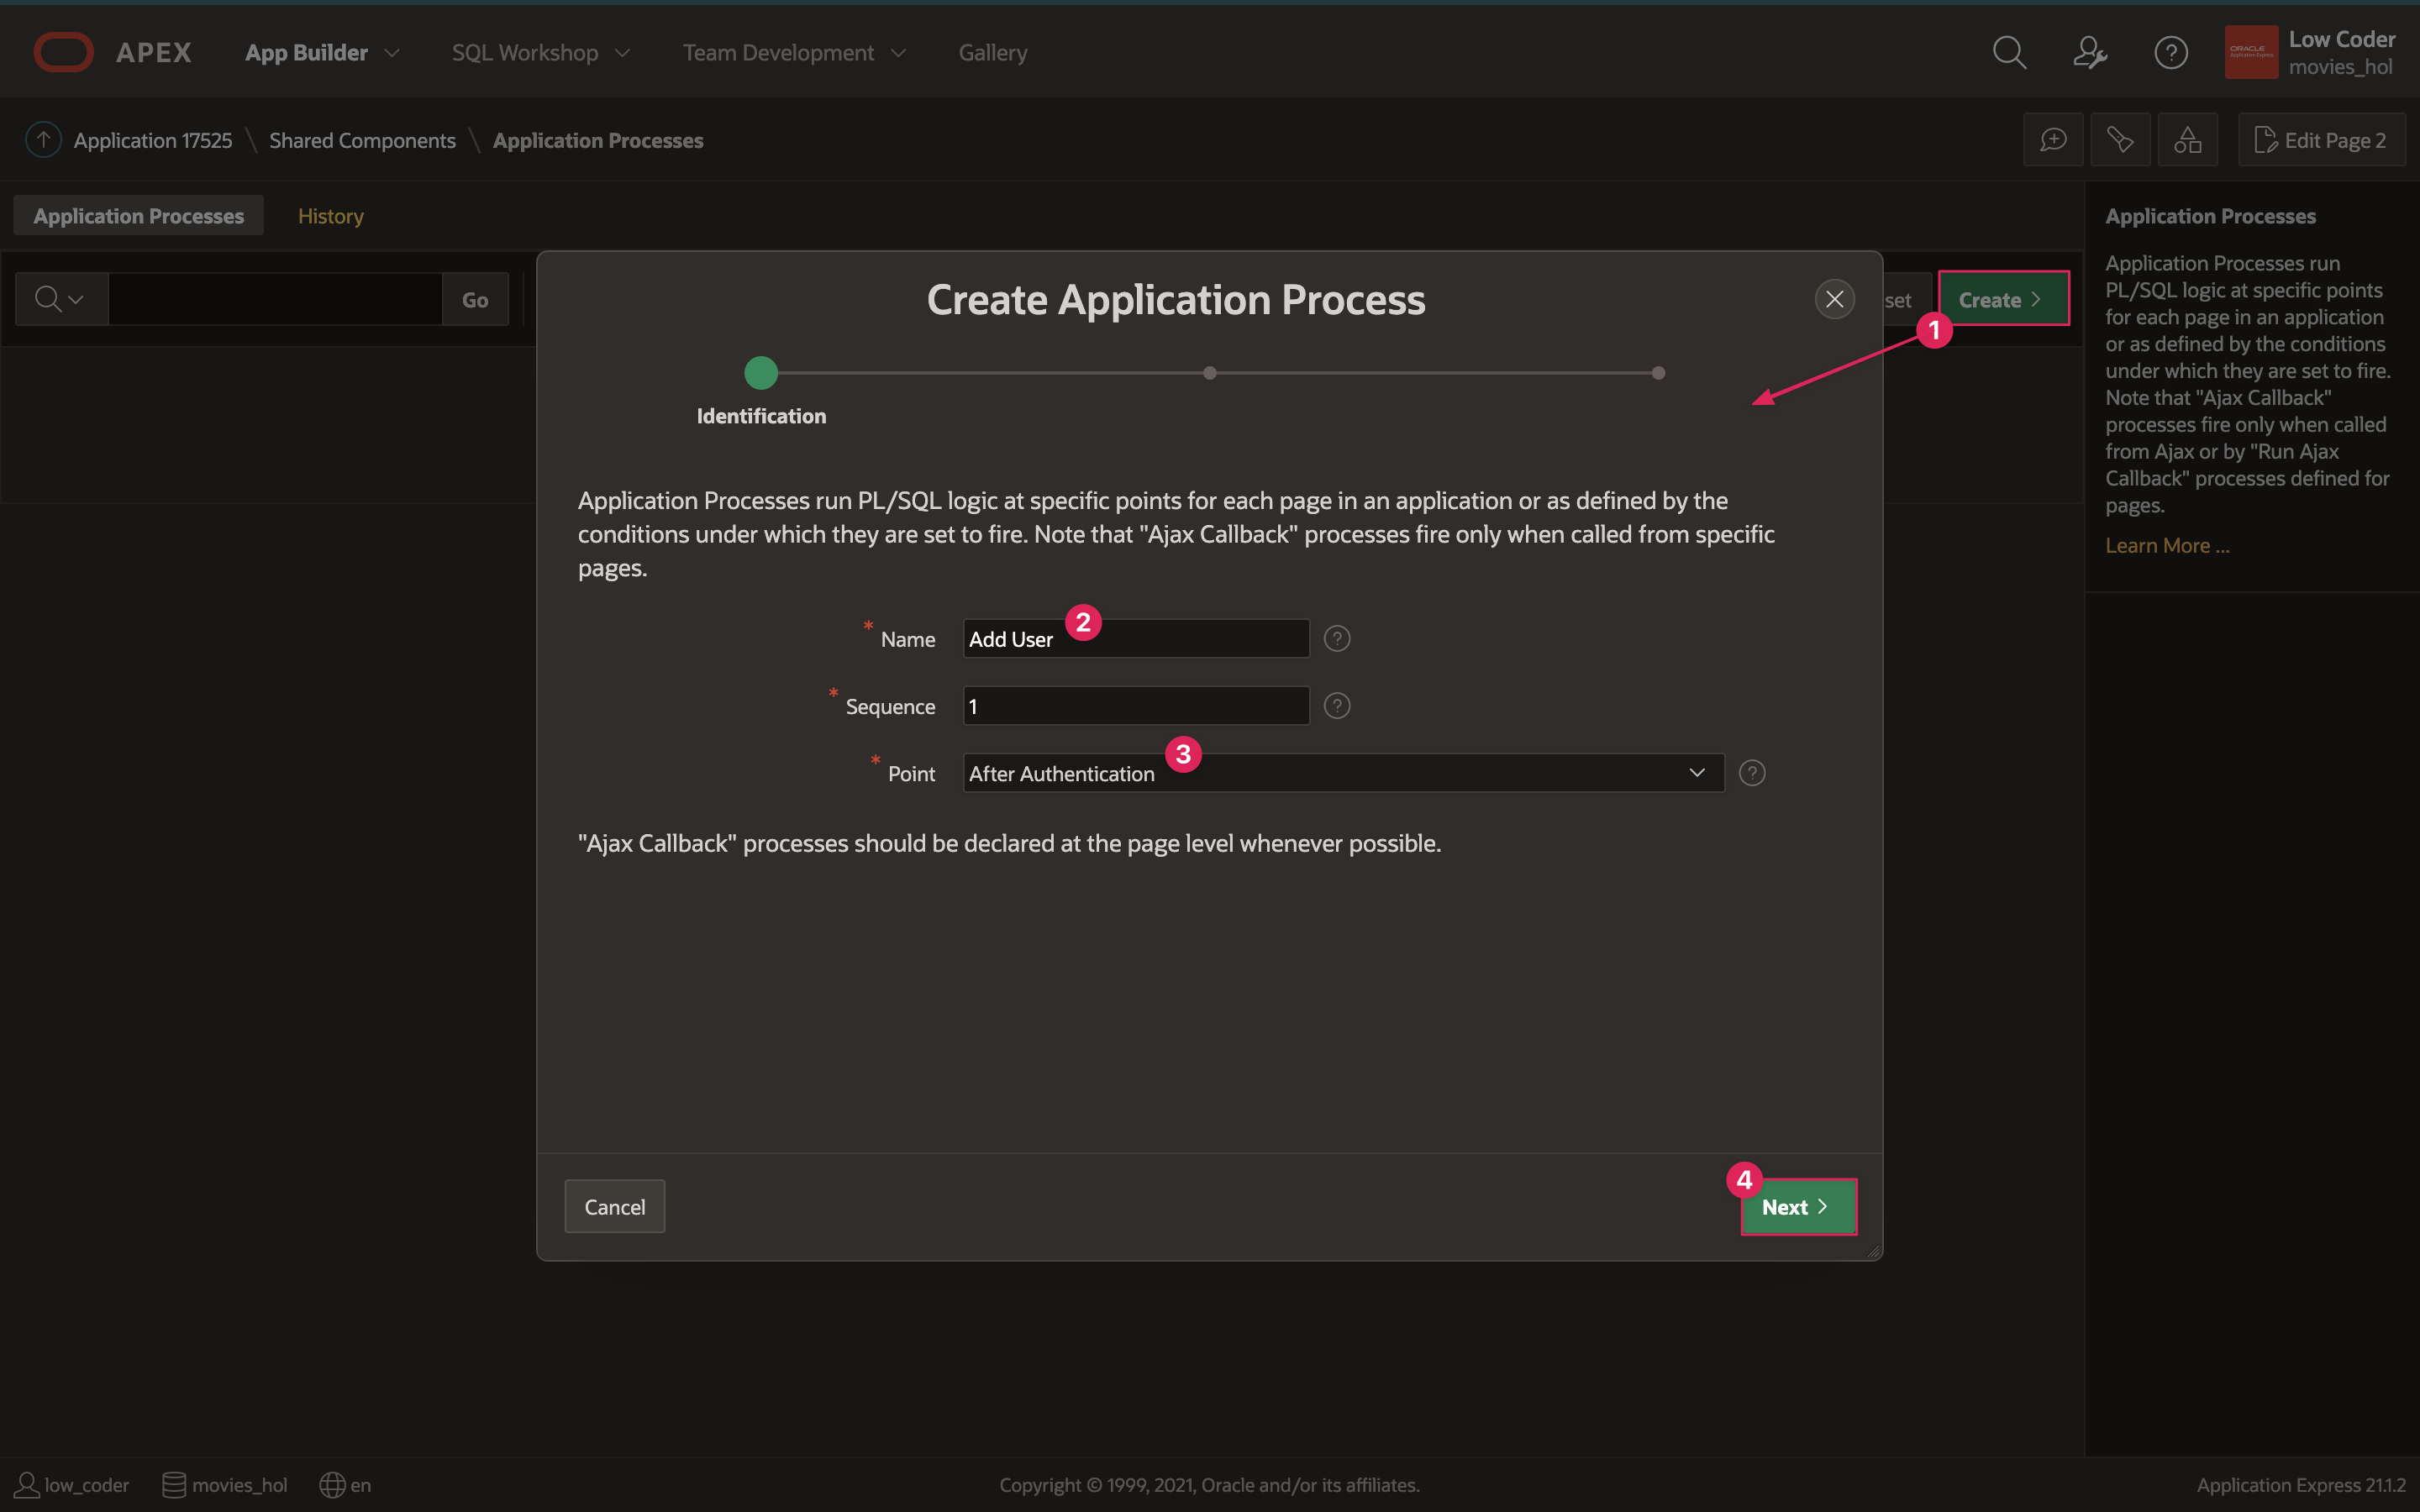 APEX
App Builder
SQL Workshop
Team Development
Gallery
ORACLE
Application Express
Low Coder
movies_hol
Application 17525 \ Shared Components \ Application Processes
Edit Page 2
Application Processes
History
Go
set
Create
1
Application Processes
Application Processes run
PL/SQL logic at specific points
for each page in an application
or as defined by the conditions
under which they are set to fire.
Note that "Ajax Callback"
processes fire only when called
from Ajax or by "Run Ajax
Callback" processes defined for
pages.
Learn More ...
Create Application Process
Identification
Application Processes run PL/SQL logic at specific points for each page in an application or as defined by the
conditions under which they are set to fire. Note that "Ajax Callback" processes fire only when called from specific
pages.
* Name
Add User
2
* Sequence
1
* Point
After Authentication
3
"Ajax Callback" processes should be declared at the page level whenever possible.
Cancel
4
Next
low_coder
movies_hol
en
Copyright © 1999, 2021, Oracle and/or its affiliates.
Application Express 21.1.2